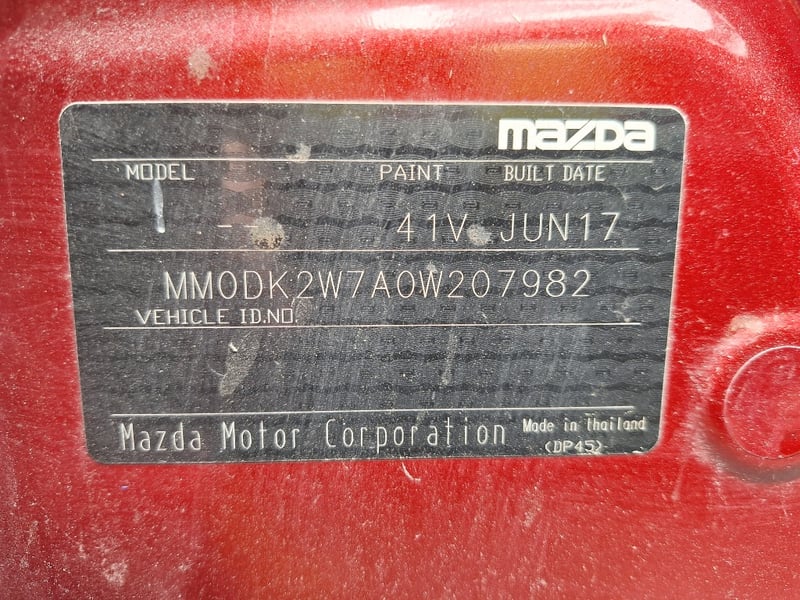 mazda
MODEL PAINT BUILT DATE
-- 41V JUN17
MM0DK2W7A0W207982
VEHICLE ID.NO.
Mazda Motor Corporation Made in Thailand
(DP45)